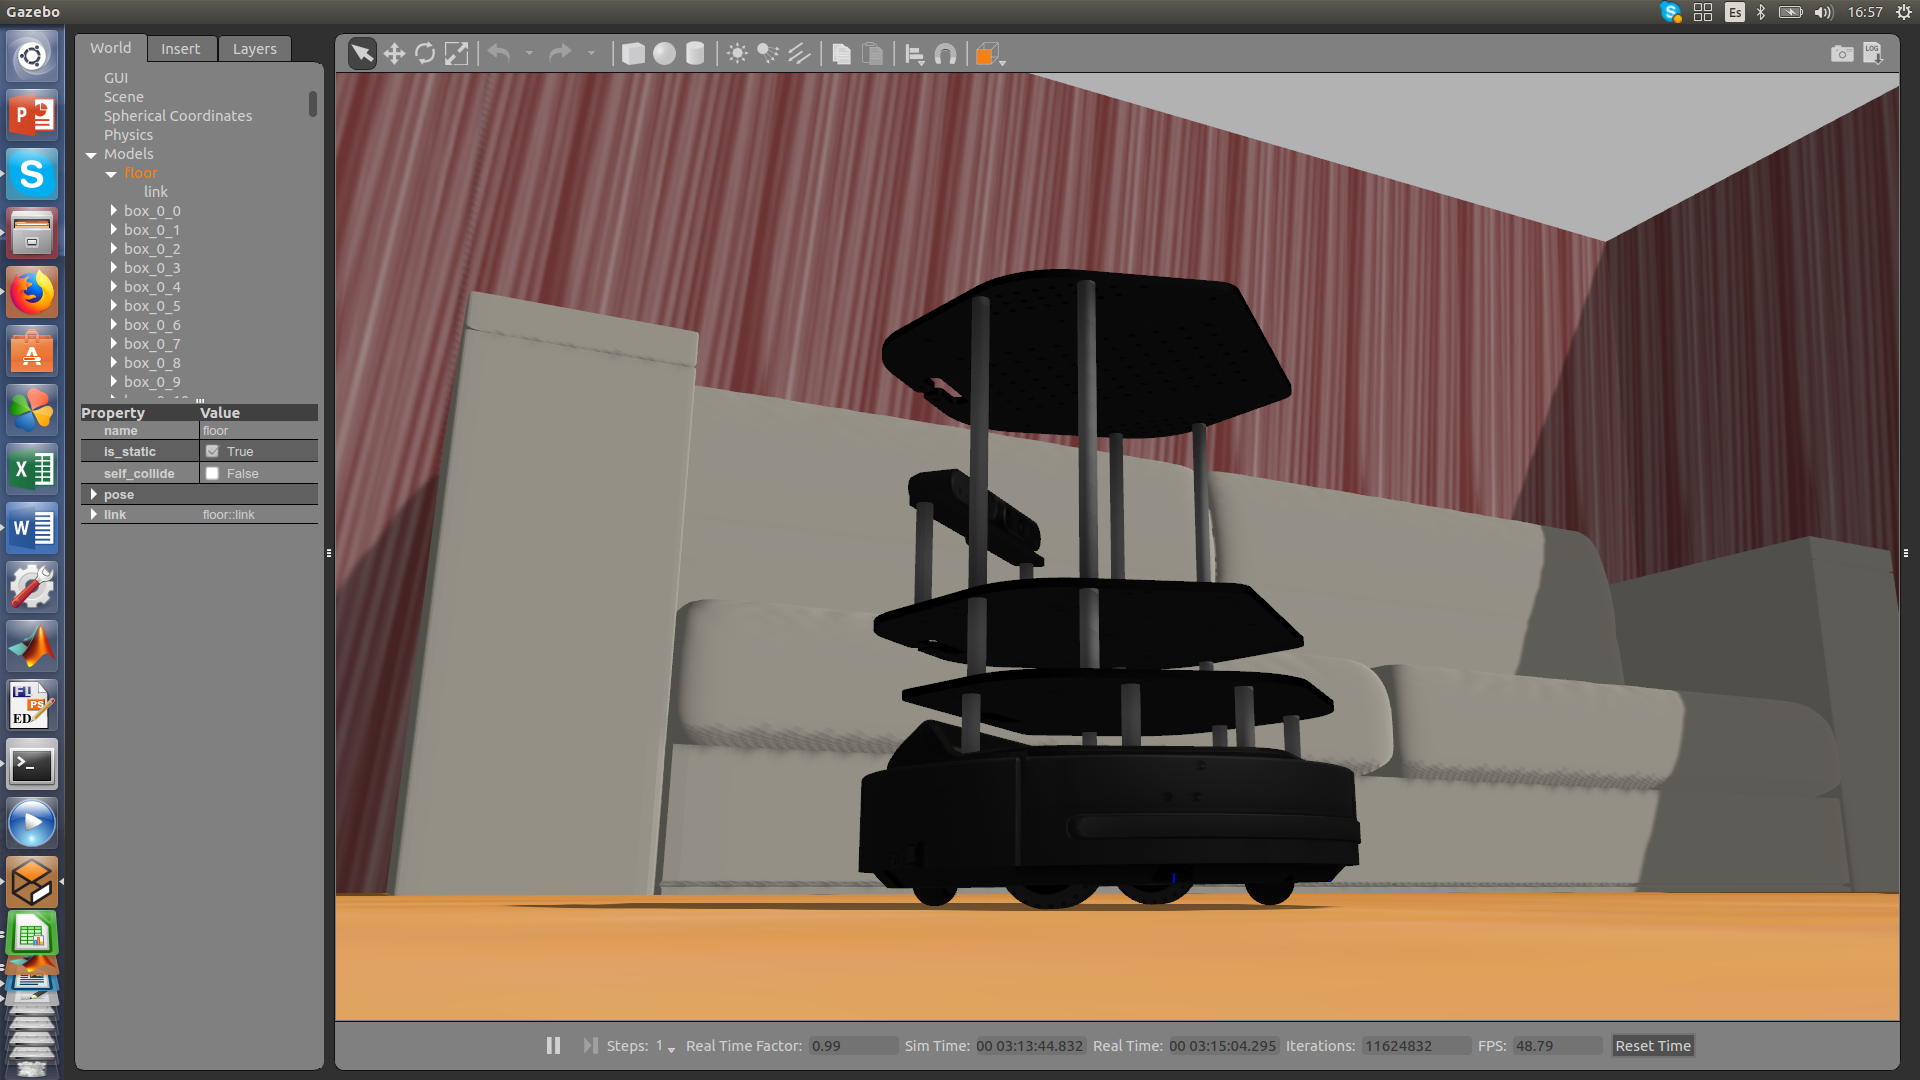 Gazebo
Es
16:57
World
Insert
Layers
LOG
GUI
Scene
Spherical Coordinates
Physics
Models
floor
link
box_0_0
box_0_1
box_0_2
box_0_3
box_0_4
box_0_5
box_0_6
box_0_7
box_0_8
box_0_9
Property Value
name floor
is_static True
self_collide False
pose
link floor::link
Steps: 1 Real Time Factor: 0.99 Sim Time: 00 03:13:44.832 Real Time: 00 03:15:04.295 Iterations: 11624832 FPS: 48.79 Reset Time